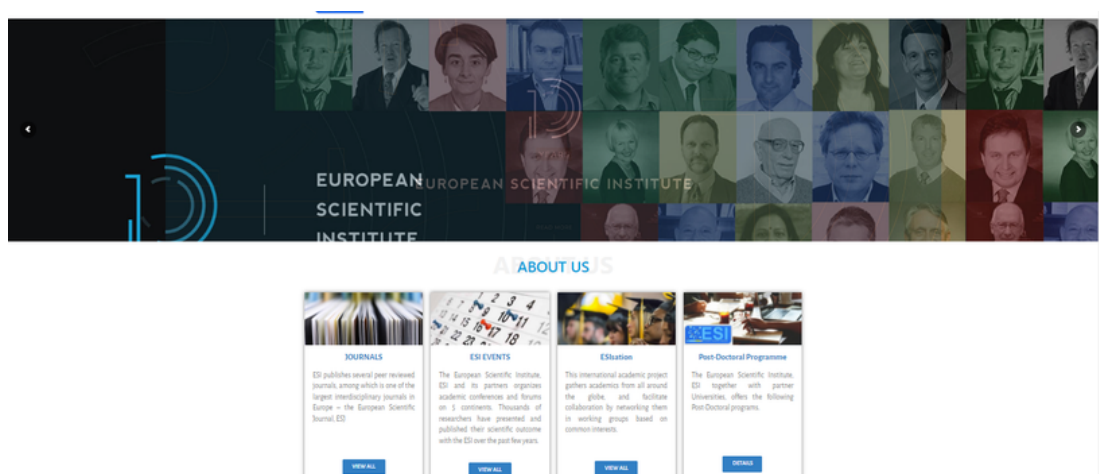 EUROPEAN
SCIENTIFIC
INSTITUTE
EUROPEAN SCIENTIFIC INSTITUTE
ABOUT US
JOURNALS
ESI publishes several peer reviewed
journals, among which is one of the
largest interdisciplinary journals in
Europe – the European Scientific
Journal, ESJ
VIEW ALL
ESI EVENTS
The European Scientific Institute,
ESI and its partners organizes
academic conferences and forums
on 5 continents. Thousands of
researchers have presented and
published their scientific outcome
with the ESI over the past few years.
VIEW ALL
ESIsation
This international academic project
gathers academics from all around
the globe, and facilitate
collaboration by networking them
in working groups based on
common interests.
VIEW ALL
ESI
Post-Doctoral Programme
The European Scientific Institute,
ESI together with partner
Universities, offers the following
Post-Doctoral programs.
DETAILS